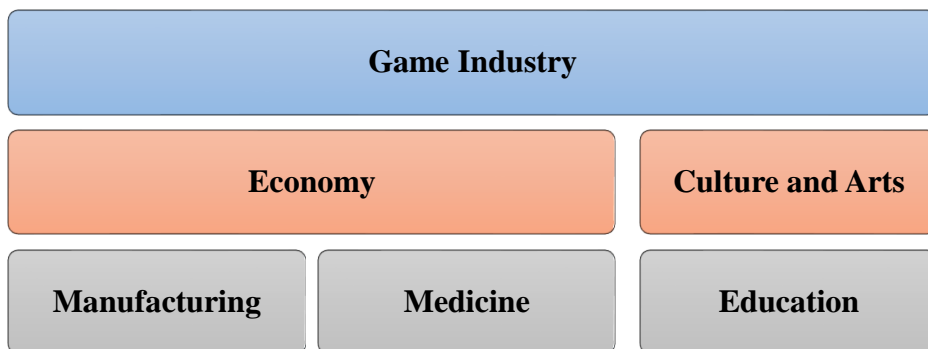 Game Industry
Economy
Culture and Arts
Manufacturing
Medicine
Education